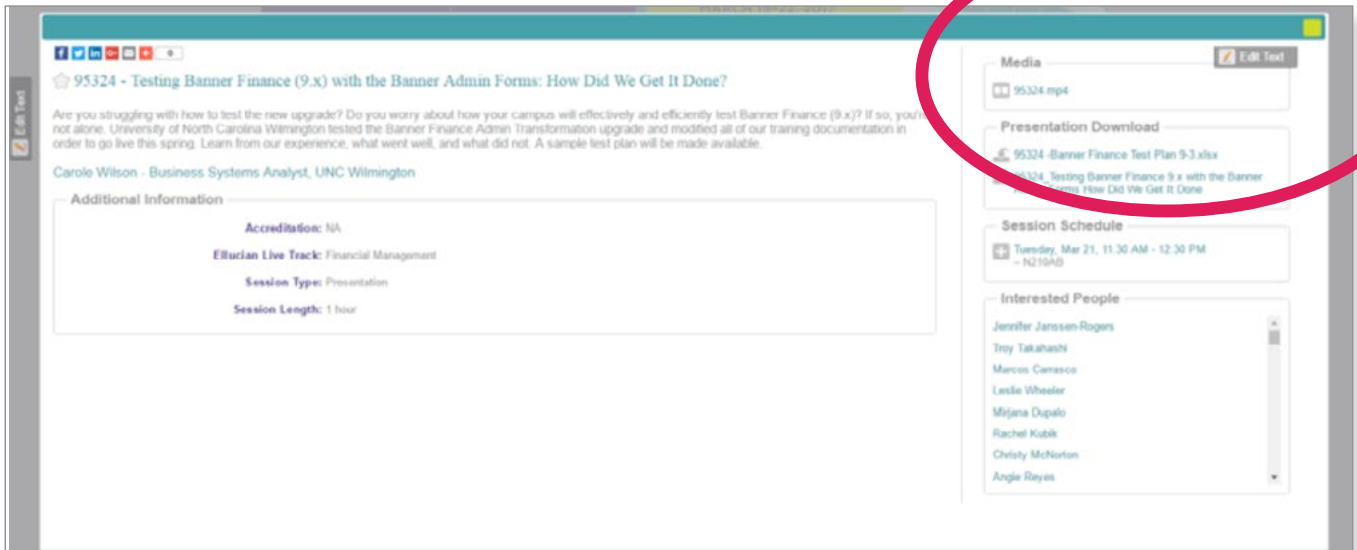 0
95324 - Testing Banner Finance (9.x) with the Banner Admin Forms: How Did We Get It Done?
Are you struggling with how to test the new upgrade? Do you worry about how your campus will effectively and efficiently test Banner Finance (9.x)? If so, you're
not alone. University of North Carolina Wilmington tested the Banner Finance Admin Transformation upgrade and modified all of our training documentation in
order to go live this spring. Learn from our experience, what went well, and what did not. A sample test plan will be made available.
Carole Wilson - Business Systems Analyst, UNC Wilmington
Additional Information
Accreditation: NA
Ellucian Live Track: Financial Management
Session Type: Presentation
Session Length: 1 hour
Edit Text
Edit Text
Media
95324.mp4
Presentation Download
95324 -Banner Finance Test Plan 9-3.xlsx
95324_Testing Banner Finance 9.x with the Banner
Forms How Did We Get It Done
Session Schedule
Tuesday, Mar 21, 11:30 AM - 12:30 PM
– N210AB
Interested People
Jennifer Janssen-Rogers
Troy Takahashi
Marcos Carrasco
Leslie Wheeler
Mirjana Dupalo
Rachel Kubik
Christy McNorton
Angie Reyes